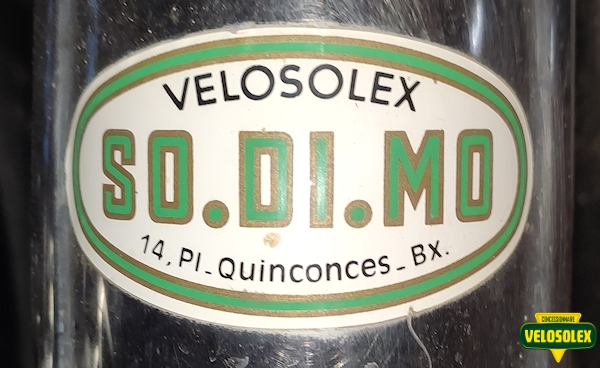 VELOSOLEX
SO.DI.MO
14, Pl_Quinconces_Bx.
CONCESSIONNAIRE
VELOSOLEX